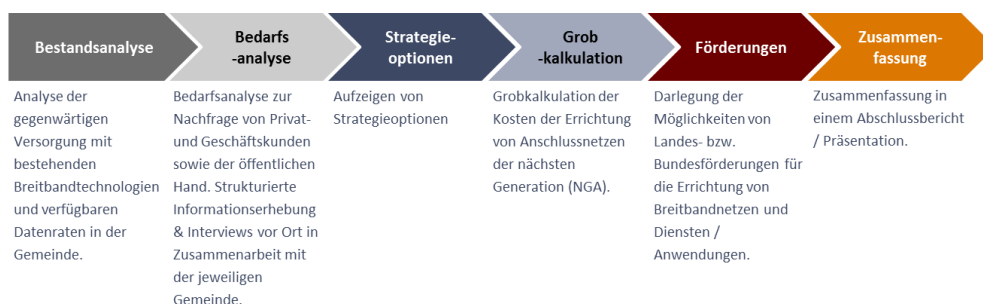 Bestandsanalyse
Bedarfs
-analyse
Strategie-
optionen
Grob
-kalkulation
Förderungen
Zusammen-
fassung
Analyse der
gegenwärtigen
Versorgung mit
bestehenden
Breitbandtechnologien
und verfügbaren
Datenraten in der
Gemeinde.
Bedarfsanalyse zur
Nachfrage von Privat-
und Geschäftskunden
sowie der öffentlichen
Hand. Strukturierte
Informationserhebung
& Interviews vor Ort in
Zusammenarbeit mit
der jeweiligen
Gemeinde.
Aufzeigen von
Strategieoptionen
Grobkalkulation der
Kosten der Errichtung
von Anschlussnetzen
der nächsten
Generation (NGA).
Darlegung der
Möglichkeiten von
Landes- bzw.
Bundesförderungen für
die Errichtung von
Breitbandnetzen und
Diensten /
Anwendungen.
Zusammenfassung in
einem Abschlussbericht
/ Präsentation.